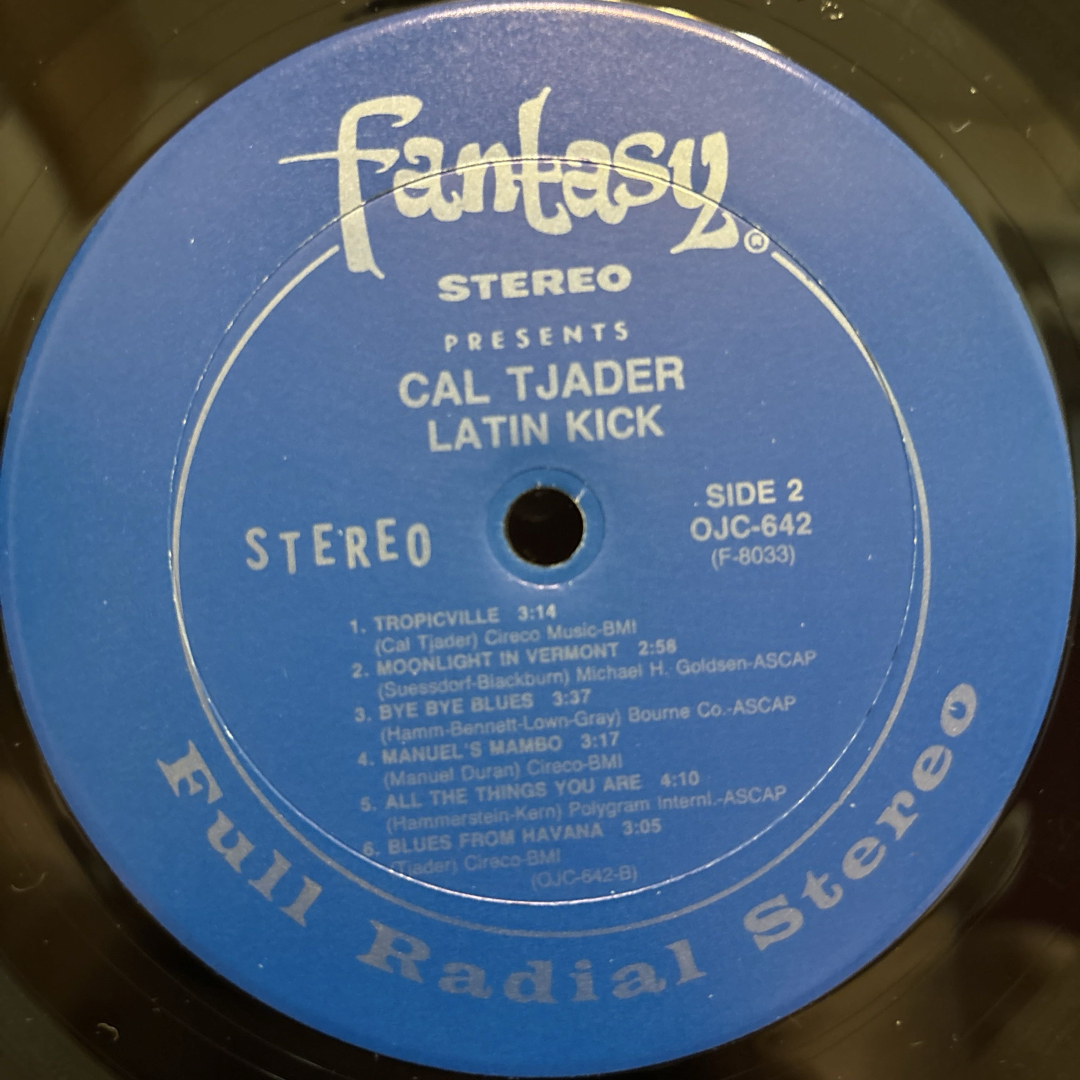 Fantasy®
STEREO
PRESENTS
CAL TJADER
LATIN KICK
SIDE 2
OJC-642
(F-8033)
STEREO
1. TROPICVILLE 3:14
(Cal Tjader) Cireco Music-BMI
2. MOONLIGHT IN VERMONT 2:58
(Suessdorf-Blackburn) Michael H. Goldsen-ASCAP
3. BYE BYE BLUES 3:37
(Hamm-Bennett-Lown-Gray) Bourne Co.-ASCAP
4. MANUEL'S MAMBO 3:17
(Manuel Duran) Cireco-BMI
5. ALL THE THINGS YOU ARE 4:10
(Hammerstein-Kern) Polygram Internl.-ASCAP
6. BLUES FROM HAVANA 3:05
(Tjader) Cireco-BMI
(OJC-642-B)
Full Radial Stereo